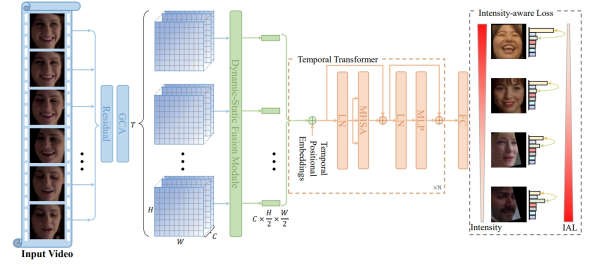 Input Video
Residual
GCA
T
H
W
C
Dynamic-Static Fusion Module
C × H/2 × W/2
Temporal Transformer
Temporal
Positional
Embeddings
LN
MHSA
LN
MLP
×N
FC
Intensity-aware Loss
Intensity
IAL